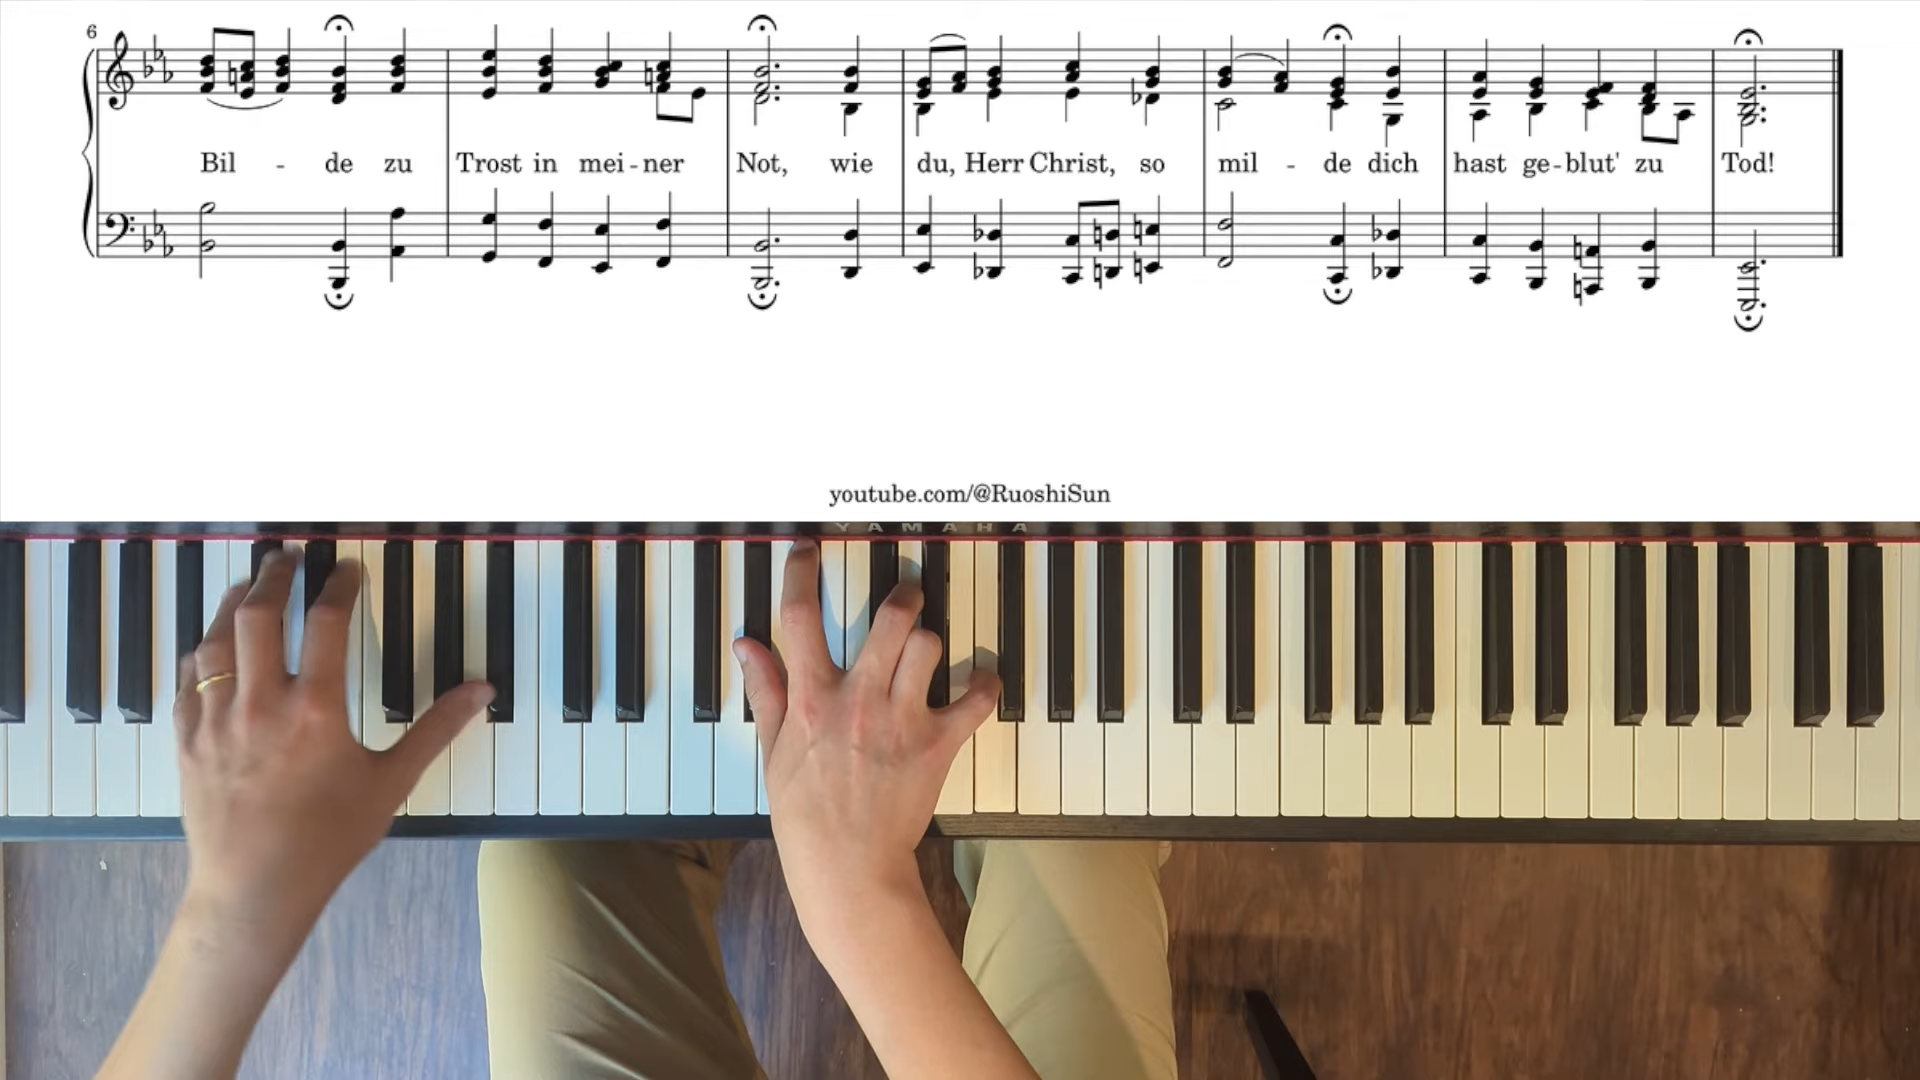 6
Bil - de zu Trost in mei - ner Not, wie du, Herr Christ, so mil - de dich hast ge - blut' zu Tod!
youtube.com/@RuoshiSun
YAMAHA